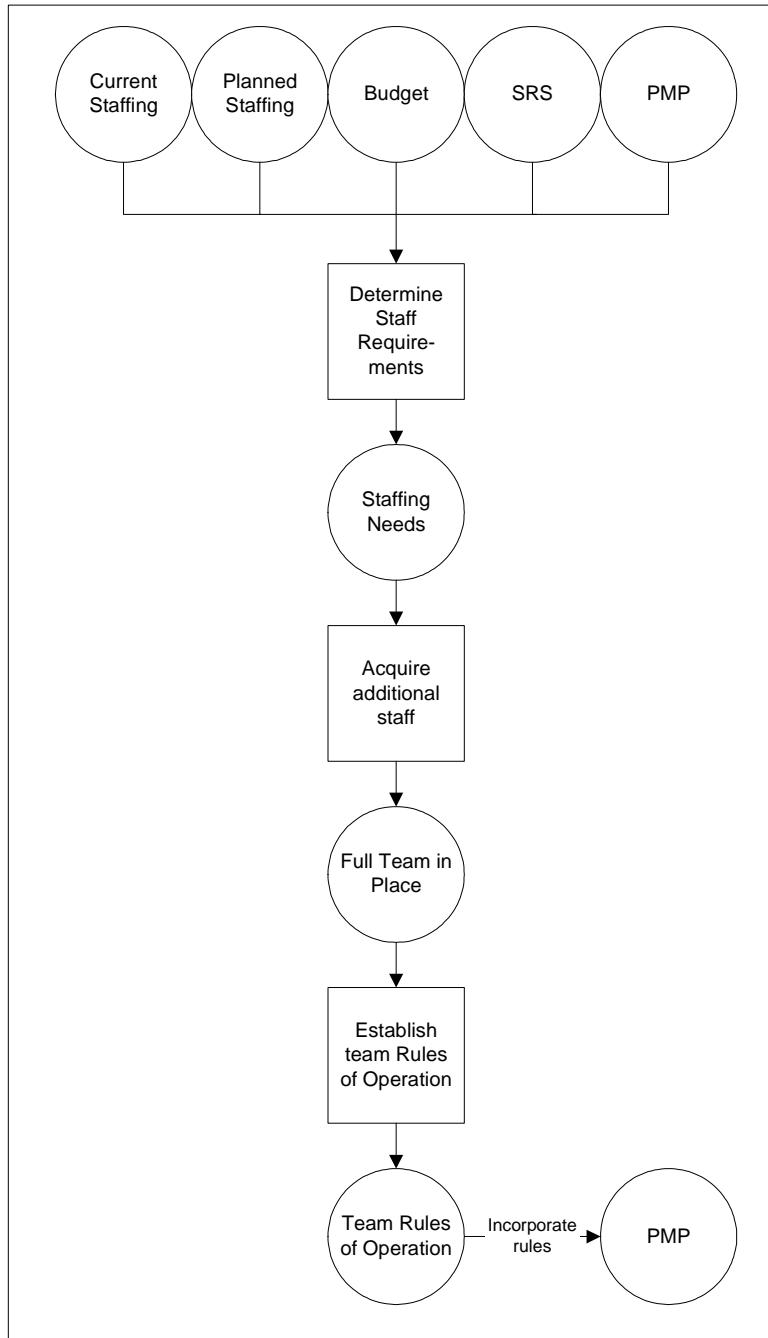 Current
Staffing
Planned
Staffing
Budget
SRS
PMP
Determine
Staff
Require-
ments
Staffing
Needs
Acquire
additional
staff
Full Team in
Place
Establish
team Rules
of Operation
Team Rules
of Operation
Incorporate
rules
PMP